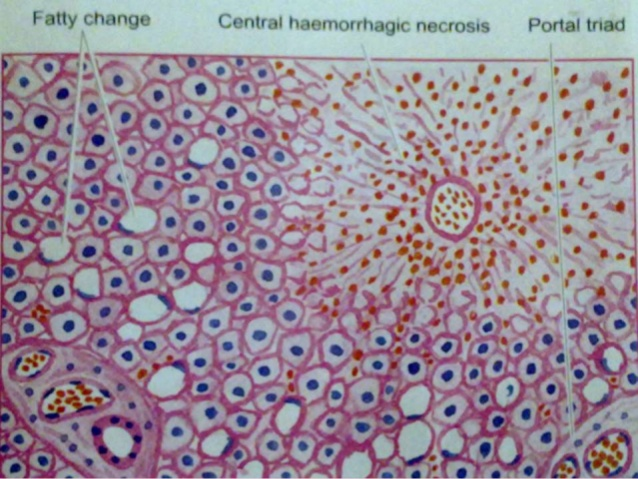 Fatty change
Central haemorrhagic necrosis
Portal triad